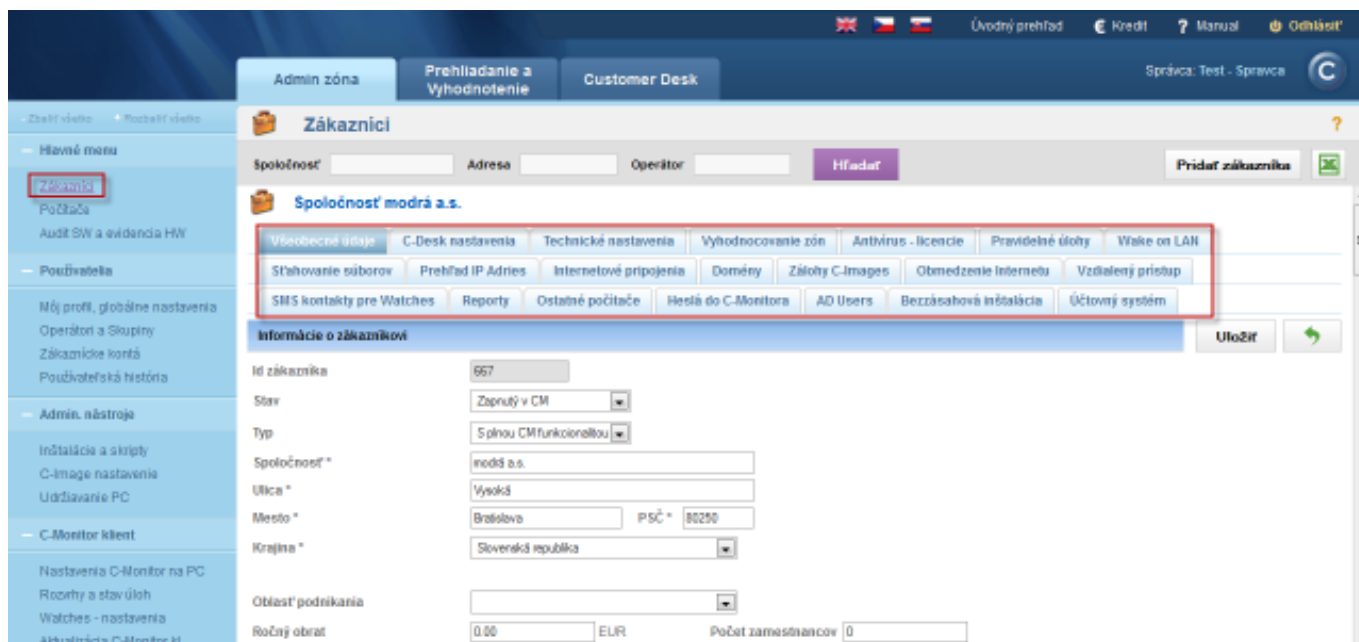 Úvodný prehľad € Kredit ? Manual Odhlásiť
Admin zóna Prehliadanie a Vyhodnotenie Customer Desk Správca: Test - Spravca C
- Zbaliť všetko + Rozbaliť všetko
Zákazníci ?
Hlavné menu
Spoločnosť Adresa Operátor Hľadať Pridať zákazníka
Zákazníci
Počítače
Audit SW a evidencia HW
Spoločnosť modrá a.s.
Všeobecné údaje C-Desk nastavenia Technické nastavenia Vyhodnocovanie zón Antivírus - licencie Pravidelné úlohy Wake on LAN
Sťahovanie súborov Prehľad IP Adries Internetové pripojenia Domény Zálohy C-Images Obmedzenie Internetu Vzdialený prístup
SMS kontakty pre Watches Reporty Ostatné počítače Heslá do C-Monitora AD Users Bezzásahová inštalácia Účtovný systém
Používatelia
Môj profil, globálne nastavenia
Operátori a Skupiny
Zákaznícke kontá
Používateľská história
Admin. nástroje
Inštalácie a skripty
C-Image nastavenie
Udržiavanie PC
C-Monitor klient
Nastavenia C-Monitor na PC
Rozvrhy a stav úloh
Watches - nastavenia
Aktualizácia C-Monitor kl.
Informácie o zákazníkovi Uložiť
Id zákazníka 667
Stav Zapnutý v CM
Typ S plnou CM funkcionalitou
Spoločnosť * modrá a.s.
Ulica * Vysoká
Mesto * Bratislava PSČ * 80250
Krajina * Slovenská republika
Oblasť podnikania
Ročný obrat 0.00 EUR Počet zamestnancov 0